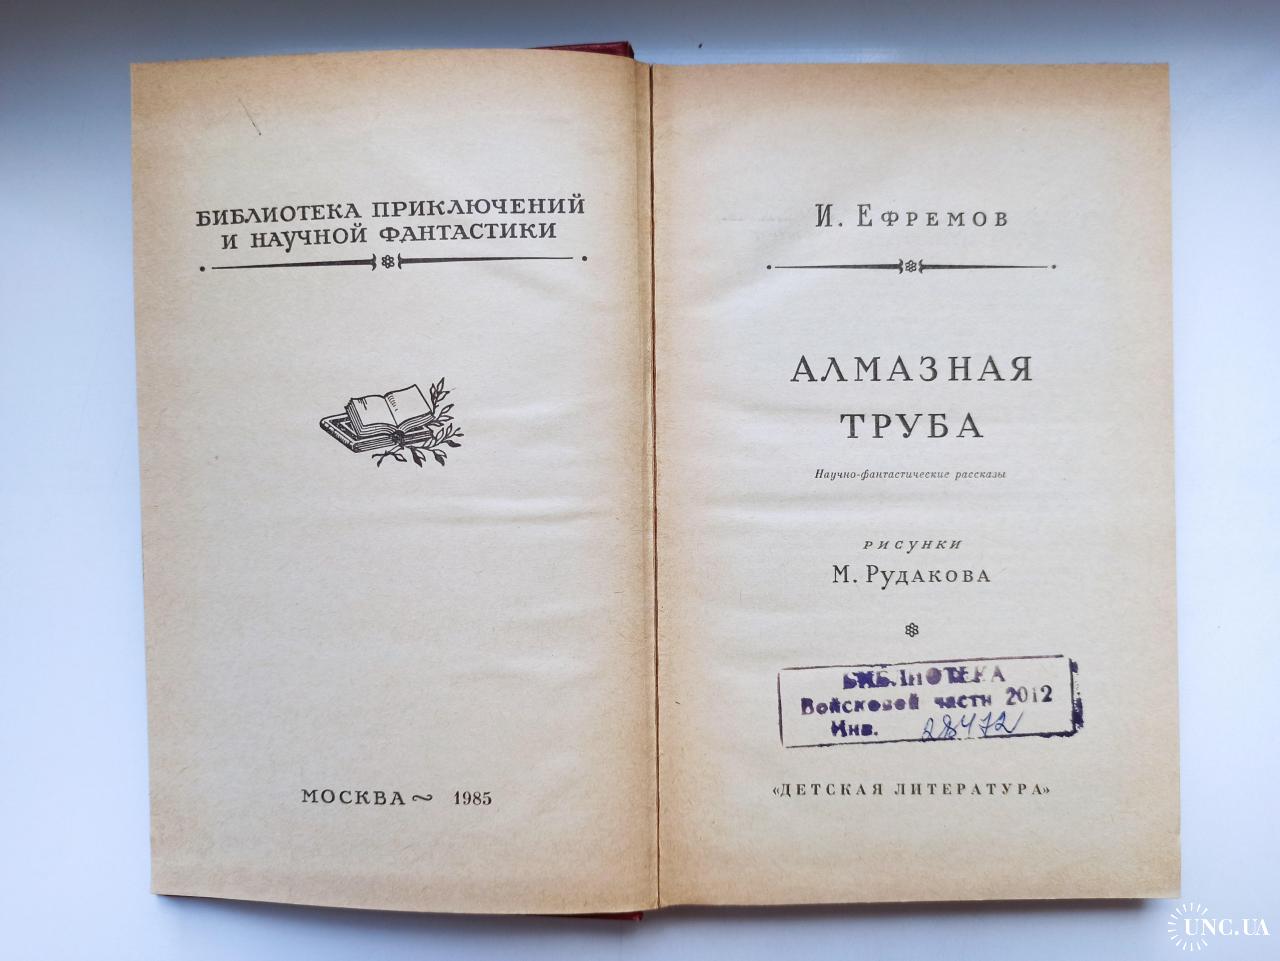 БИБЛИОТЕКА ПРИКЛЮЧЕНИЙ
И НАУЧНОЙ ФАНТАСТИКИ
МОСКВА ~ 1985
И. ЕФРЕМОВ
АЛМАЗНАЯ
ТРУБА
Научно-фантастические рассказы
РИСУНКИ
М. РУДАКОВА
БИБЛИОТЕКА
Войсковой части 2012
Инв. 28472
«ДЕТСКАЯ ЛИТЕРАТУРА»
UNC.UA